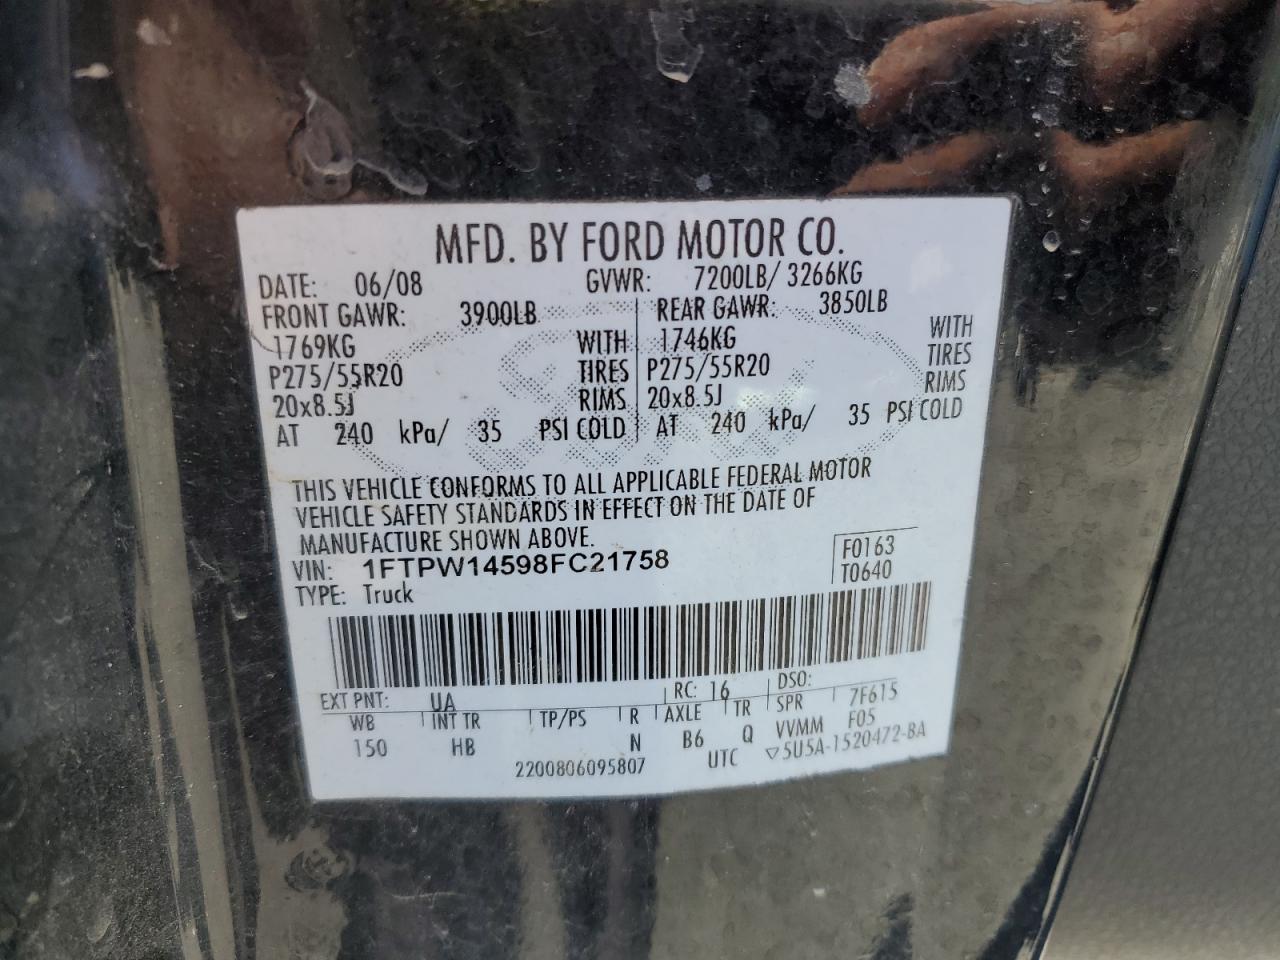 MFD. BY FORD MOTOR CO.
DATE: 06/08 GVWR: 7200LB/ 3266KG
FRONT GAWR: 3900LB REAR GAWR: 3850LB
1769KG WITH 1746KG WITH
P275/55R20 TIRES P275/55R20 TIRES
20x8.5J RIMS 20x8.5J RIMS
AT 240 kPa/ 35 PSI COLD AT 240 kPa/ 35 PSI COLD
THIS VEHICLE CONFORMS TO ALL APPLICABLE FEDERAL MOTOR
VEHICLE SAFETY STANDARDS IN EFFECT ON THE DATE OF
MANUFACTURE SHOWN ABOVE.
VIN: 1FTPW14598FC21758 F0163
TYPE: Truck T0640
EXT PNT: UA RC: 16 DSO:
WB INT TR TP/PS R AXLE TR SPR 7F615
150 HB N B6 Q VVMM F05
2200806095807 UTC ▽5U5A-1520472-BA